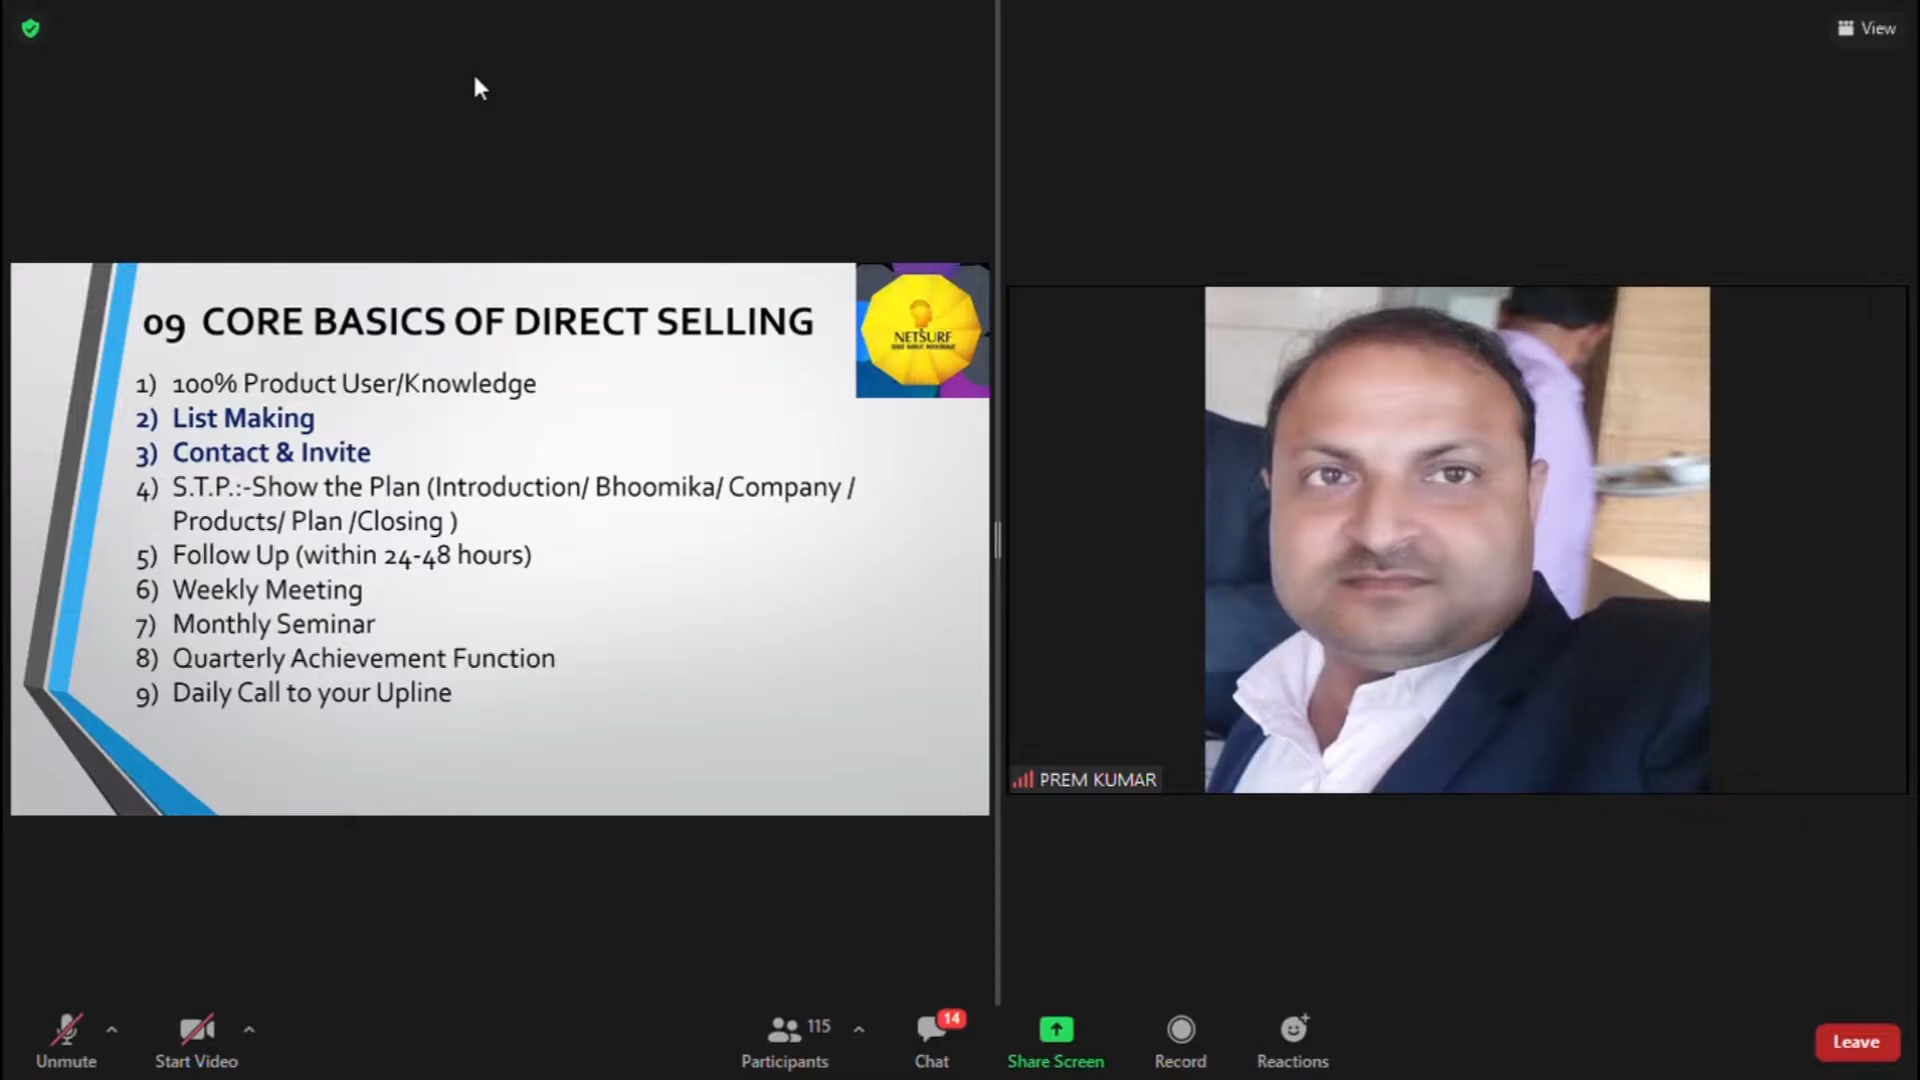 View
09 CORE BASICS OF DIRECT SELLING
NETSURF
1) 100% Product User/Knowledge
2) List Making
3) Contact & Invite
4) S.T.P.:-Show the Plan (Introduction/ Bhoomika/ Company /
Products/ Plan /Closing )
5) Follow Up (within 24-48 hours)
6) Weekly Meeting
7) Monthly Seminar
8) Quarterly Achievement Function
9) Daily Call to your Upline
PREM KUMAR
115
14
Unmute
Start Video
Participants
Chat
Share Screen
Record
Reactions
Leave